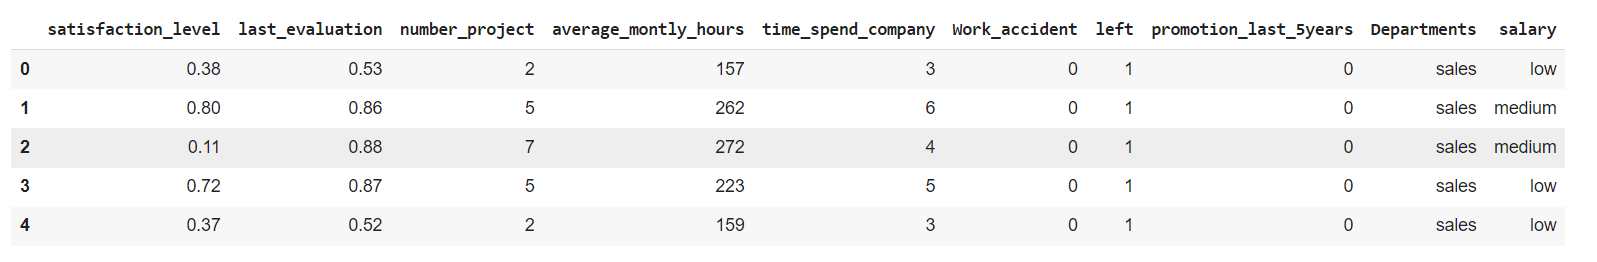 satisfaction_level last_evaluation number_project average_montly_hours time_spend_company Work_accident left promotion_last_5years Departments salary
0 0.38 0.53 2 157 3 0 1 0 sales low
1 0.80 0.86 5 262 6 0 1 0 sales medium
2 0.11 0.88 7 272 4 0 1 0 sales medium
3 0.72 0.87 5 223 5 0 1 0 sales low
4 0.37 0.52 2 159 3 0 1 0 sales low